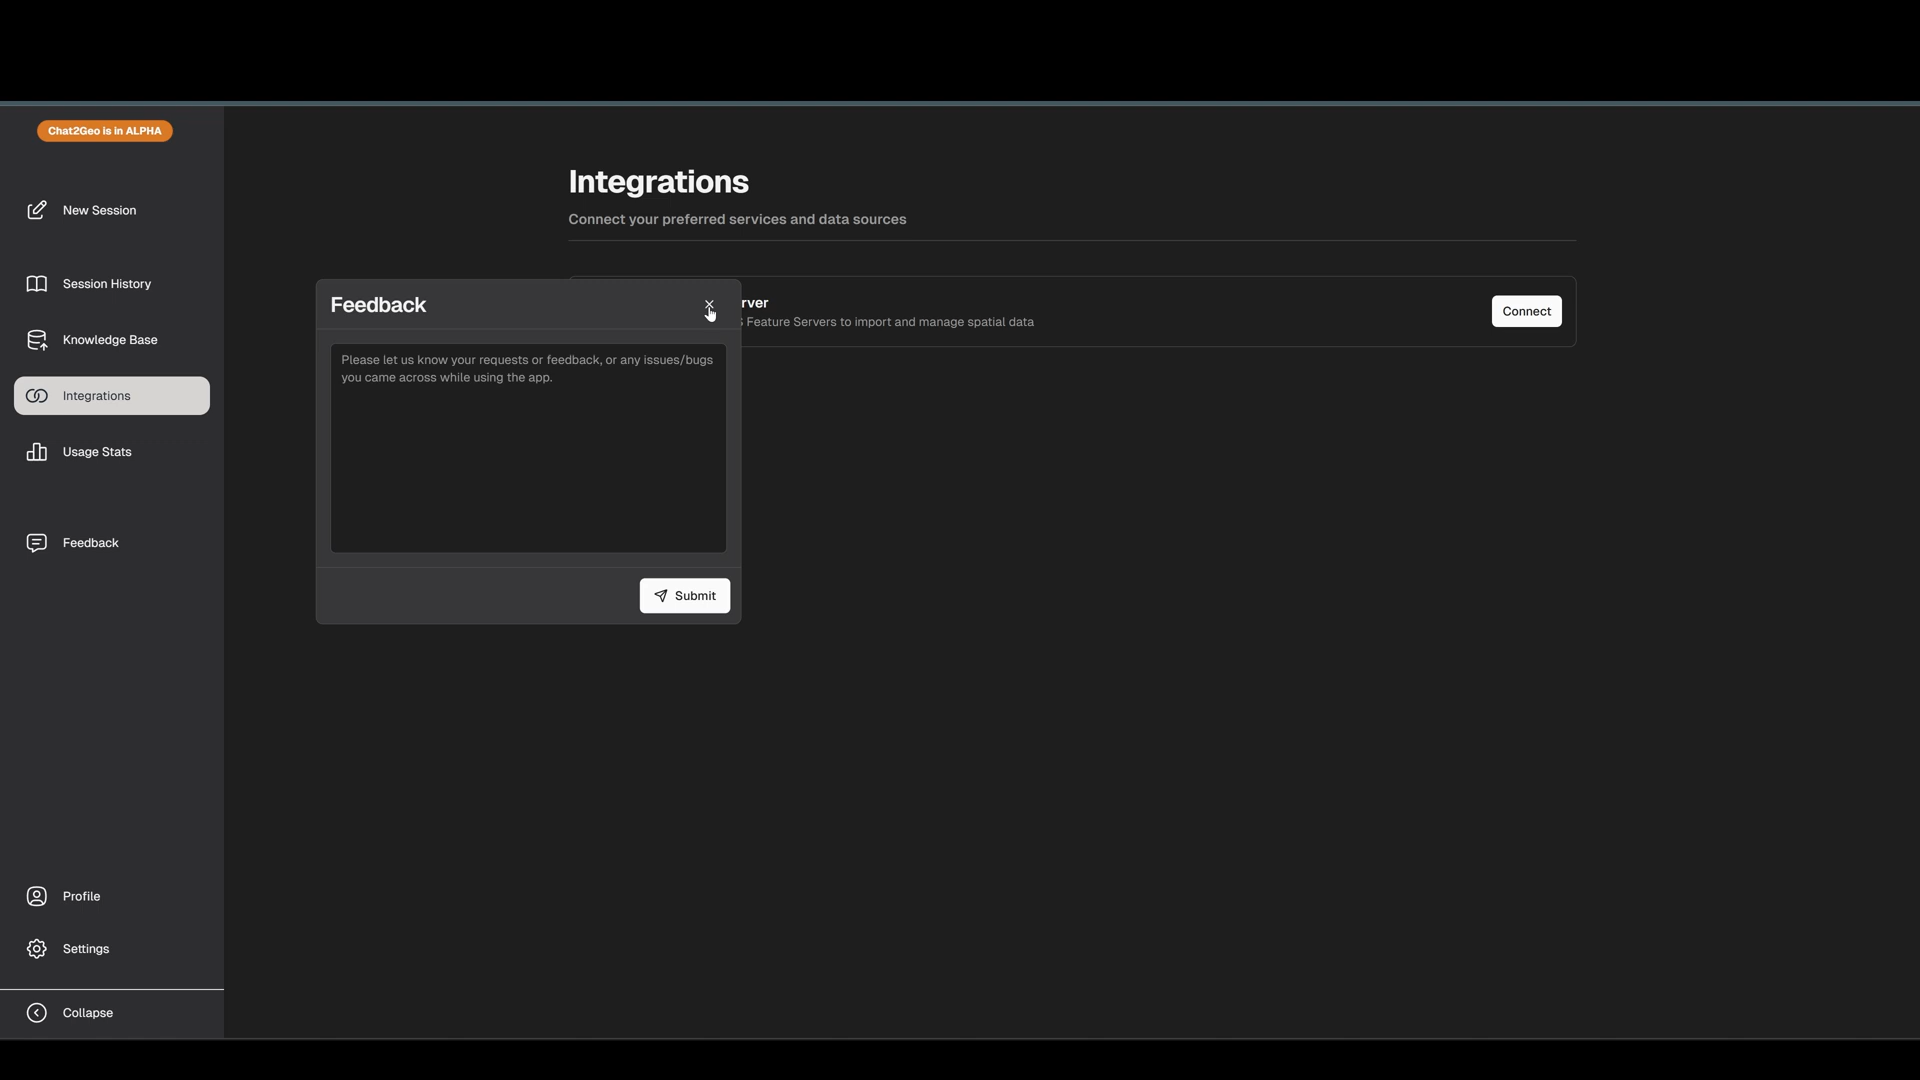 Chat2Geo is in ALPHA
New Session
Session History
Knowledge Base
Integrations
Usage Stats
Feedback
Profile
Settings
Collapse
Integrations
Connect your preferred services and data sources
Feature Servers to import and manage spatial data
Connect
Feedback
Please let us know your requests or feedback, or any issues/bugs
you came across while using the app.
Submit